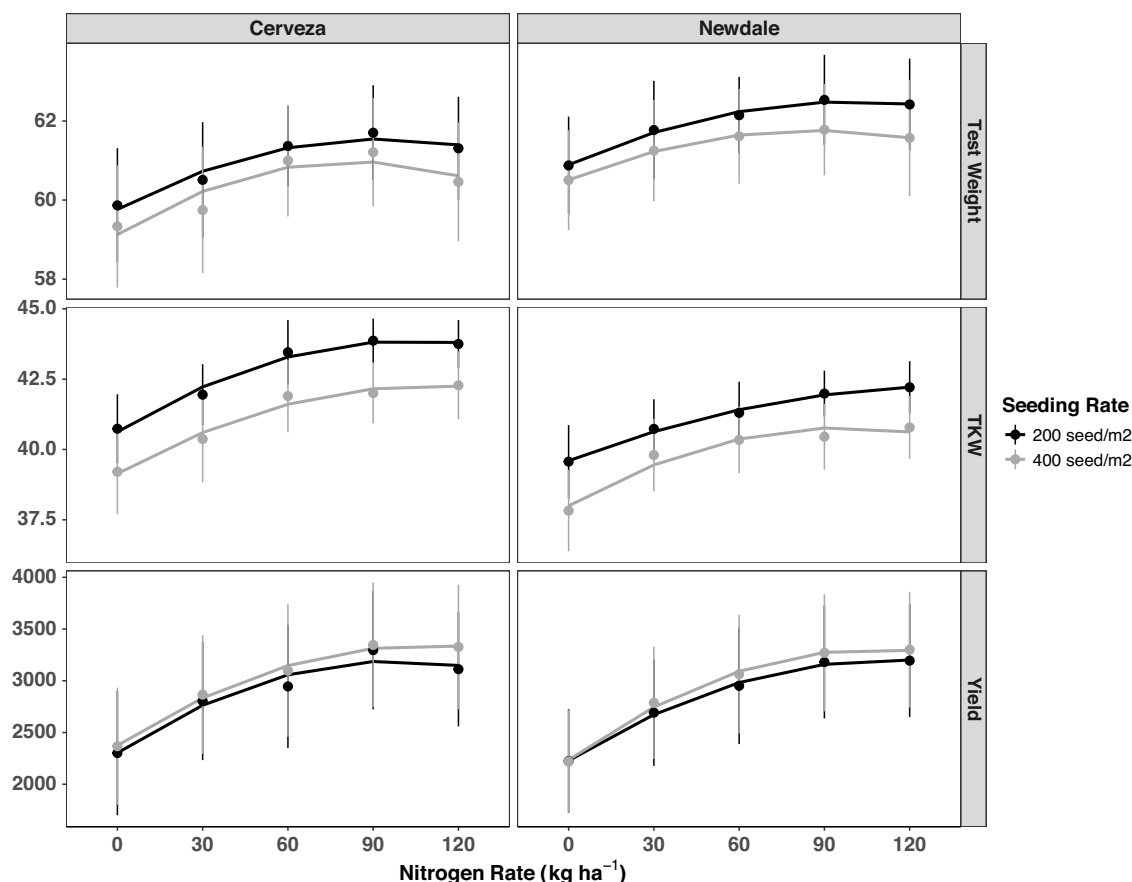 Cerveza
Newdale
62
60
58
Test Weight
45.0
42.5
40.0
37.5
TKW
Seeding Rate
200 seed/m2
400 seed/m2
4000
3500
3000
2500
2000
Yield
0 30 60 90 120
0 30 60 90 120
Nitrogen Rate (kg ha⁻¹)